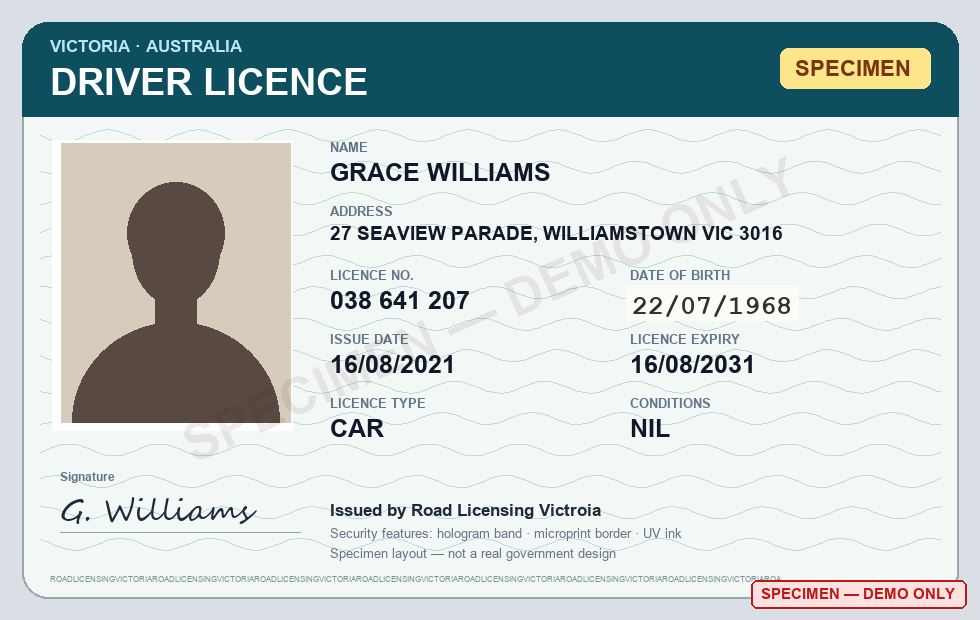 VICTORIA · AUSTRALIA
DRIVER LICENCE
SPECIMEN
NAME
GRACE WILLIAMS
ADDRESS
27 SEAVIEW PARADE, WILLIAMSTOWN VIC 3016
LICENCE NO.
038 641 207
DATE OF BIRTH
22/07/1968
ISSUE DATE
16/08/2021
LICENCE EXPIRY
16/08/2031
LICENCE TYPE
CAR
CONDITIONS
NIL
SPECIMEN — DEMO ONLY
Signature
G. Williams
Issued by Road Licensing Victroia
Security features: hologram band · microprint border · UV ink
Specimen layout — not a real government design
ROADLICENSINGVICTORIAROADLICENSINGVICTORIAROADLICENSINGVICTORIAROADLICENSINGVICTORIAROADLICENSINGVICTORIAROADLICENSINGVICTORIAROADLICENSINGVICTORIAROA
SPECIMEN — DEMO ONLY